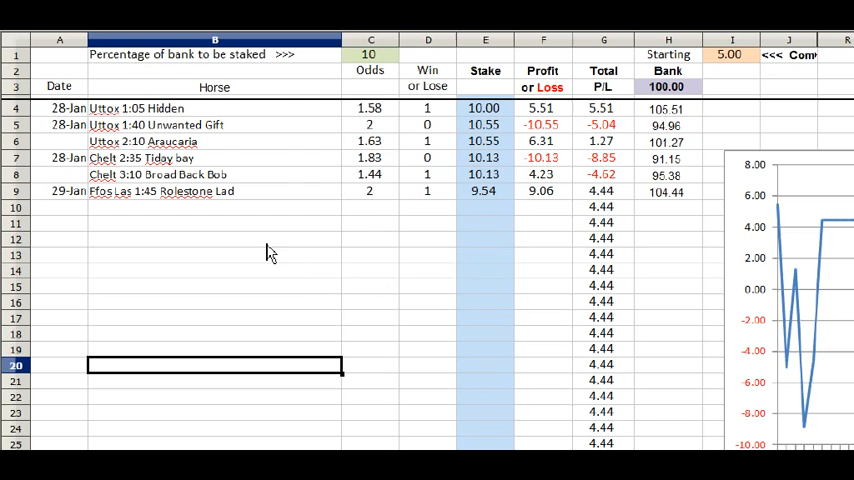 A B C D E F G H I J R
1 Percentage of bank to be staked >>> 10 Starting 5.00 <<< Com
2 Odds Win Stake Profit Total Bank
3 Date Horse or Lose or Loss P/L 100.00
4 28-Jan Uttox 1:05 Hidden 1.58 1 10.00 5.51 5.51 105.51
5 28-Jan Uttox 1:40 Unwanted Gift 2 0 10.55 -10.55 -5.04 94.96
6 Uttox 2:10 Araucaria 1.63 1 10.55 6.31 1.27 101.27
7 28-Jan Chelt 2:35 Tiday bay 1.83 0 10.13 -10.13 -8.85 91.15
8 Chelt 3:10 Broad Back Bob 1.44 1 10.13 4.23 -4.62 95.38
9 29-Jan Ffos Las 1:45 Rolestone Lad 2 1 9.54 9.06 4.44 104.44
10 4.44
11 4.44
12 4.44
13 4.44
14 4.44
15 4.44
16 4.44
17 4.44
18 4.44
19 4.44
20 4.44
21 4.44
22 4.44
23 4.44
24 4.44
25 4.44
8.00
6.00
4.00
2.00
0.00
-2.00
-4.00
-6.00
-8.00
-10.00